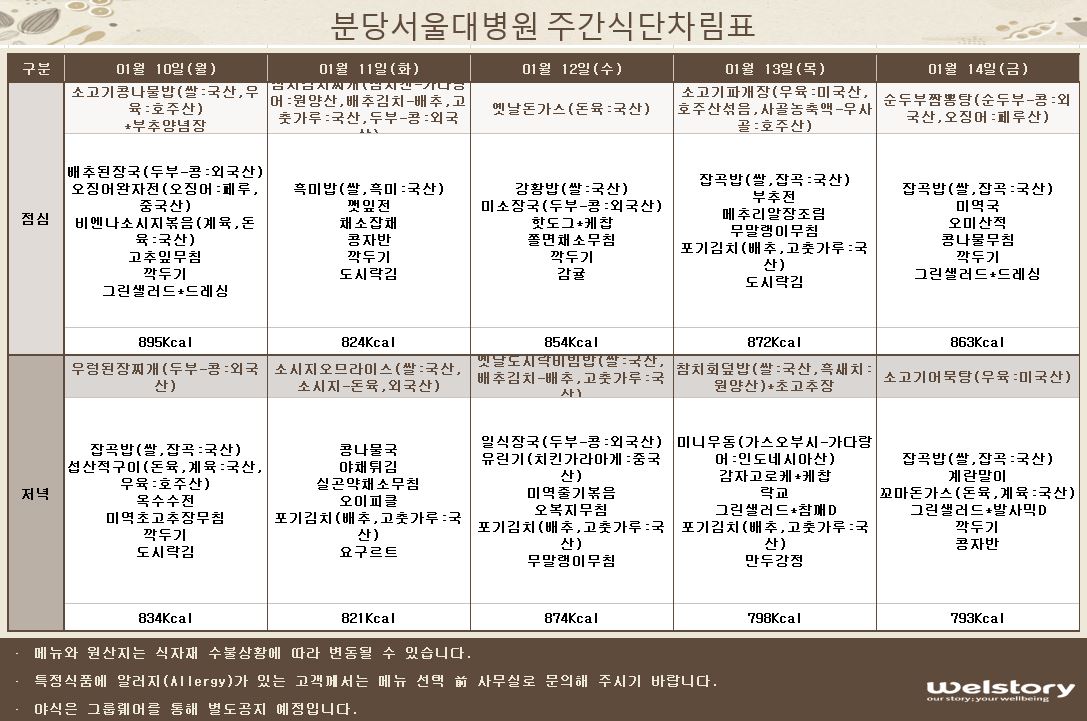 분당서울대병원 주간식단차림표
구분
01월 10일(월)
01월 11일(화)
01월 12일(수)
01월 13일(목)
01월 14일(금)
점심
소고기콩나물밥(쌀:국산,우
육:호주산)
*부추양념장
배추된장국(두부-콩:외국산)
오징어완자전(오징어:페루,
중국산)
비엔나소시지볶음(계육,돈
육:국산)
고추잎무침
깍두기
그린샐러드*드레싱
895Kcal
참치김치찌개(참치캔-가다랑
어:원양산,배추김치-배추,고
춧가루:국산,두부-콩:외국
산)
흑미밥(쌀,흑미:국산)
깻잎전
채소잡채
콩자반
깍두기
도시락김
824Kcal
옛날돈가스(돈육:국산)
강황밥(쌀:국산)
미소장국(두부-콩:외국산)
핫도그*케찹
쫄면채소무침
깍두기
감귤
854Kcal
소고기파개장(우육:미국산,
호주산섞음,사골농축액-우사
골:호주산)
잡곡밥(쌀,잡곡:국산)
부추전
메추리알장조림
무말랭이무침
포기김치(배추,고춧가루:국
산)
도시락김
872Kcal
순두부짬뽕탕(순두부-콩:외
국산,오징어:페루산)
잡곡밥(쌀,잡곡:국산)
미역국
오미산적
콩나물무침
깍두기
그린샐러드*드레싱
863Kcal
저녁
우렁된장찌개(두부-콩:외국
산)
잡곡밥(쌀,잡곡:국산)
섭산적구이(돈육,계육:국산,
우육:호주산)
옥수수전
미역초고추장무침
깍두기
도시락김
834Kcal
소시지오므라이스(쌀:국산,
소시지-돈육,외국산)
콩나물국
야채튀김
실곤약채소무침
오이피클
포기김치(배추,고춧가루:국
산)
요구르트
821Kcal
옛날도시락비빔밥(쌀:국산,
배추김치-배추,고춧가루:국
산)
일식장국(두부-콩:외국산)
유린기(치킨가라아게:중국
산)
미역줄기볶음
오복지무침
포기김치(배추,고춧가루:국
산)
무말랭이무침
874Kcal
참치회덮밥(쌀:국산,흑새치:
원양산)*초고추장
미니우동(가스오부시-가다랑
어:인도네시아산)
감자고로케*케찹
락교
그린샐러드*참깨D
포기김치(배추,고춧가루:국
산)
만두강정
798Kcal
소고기어묵탕(우육:미국산)
잡곡밥(쌀,잡곡:국산)
계란말이
꼬마돈가스(돈육,계육:국산)
그린샐러드*발사믹D
깍두기
콩자반
793Kcal
· 메뉴와 원산지는 식자재 수불상황에 따라 변동될 수 있습니다.
· 특정식품에 알러지(Allergy)가 있는 고객께서는 메뉴 선택 前 사무실로 문의해 주시기 바랍니다.
· 야식은 그룹웨어를 통해 별도공지 예정입니다.
welstory
our story;your wellbeing